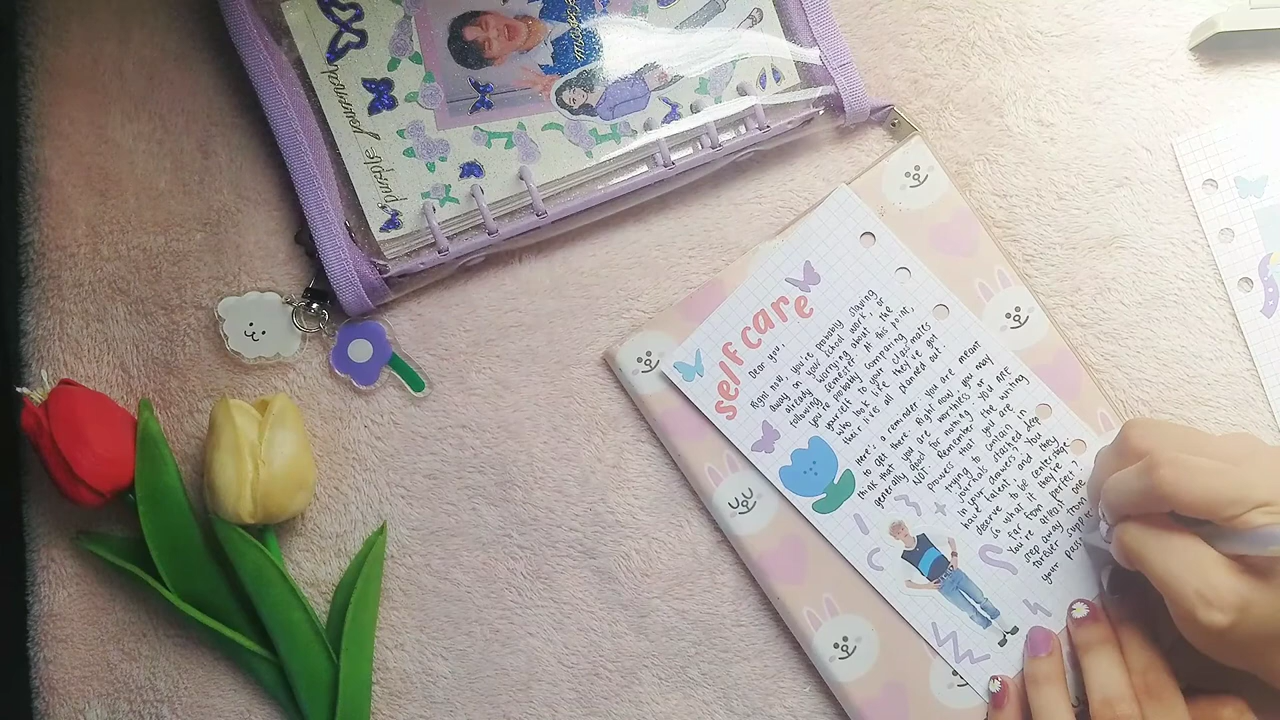 purple journal
self care
Dear you,
Right now you're probably slaving
away on your school work, or
already worrying about the
following semester. At this point,
you're probably comparing
yourself to your classmates
who look like they've got
their lives all planned out.
Here's a reminder you are meant
to get there. Right now you may
think that you are worthless or
generally good for nothing. You ARE
NOT. Remember the writing
powers that you are
trying to contain in
journals stashed deep
in your drawers? You
have talent, and they
deserve to be centerstage
so what if they're
far from perfect?
You're atleast one
step away from
forever
your